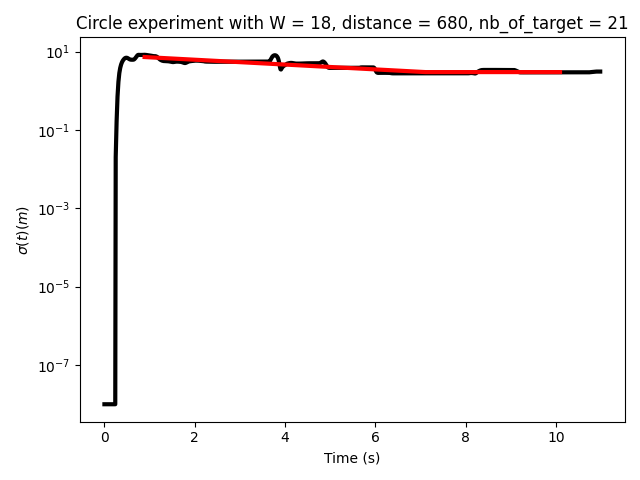 Circle experiment with W = 18, distance = 680, nb_of_target = 21
10^1
10^-1
10^-3
10^-5
10^-7
σ(t)(m)
0 2 4 6 8 10
Time (s)